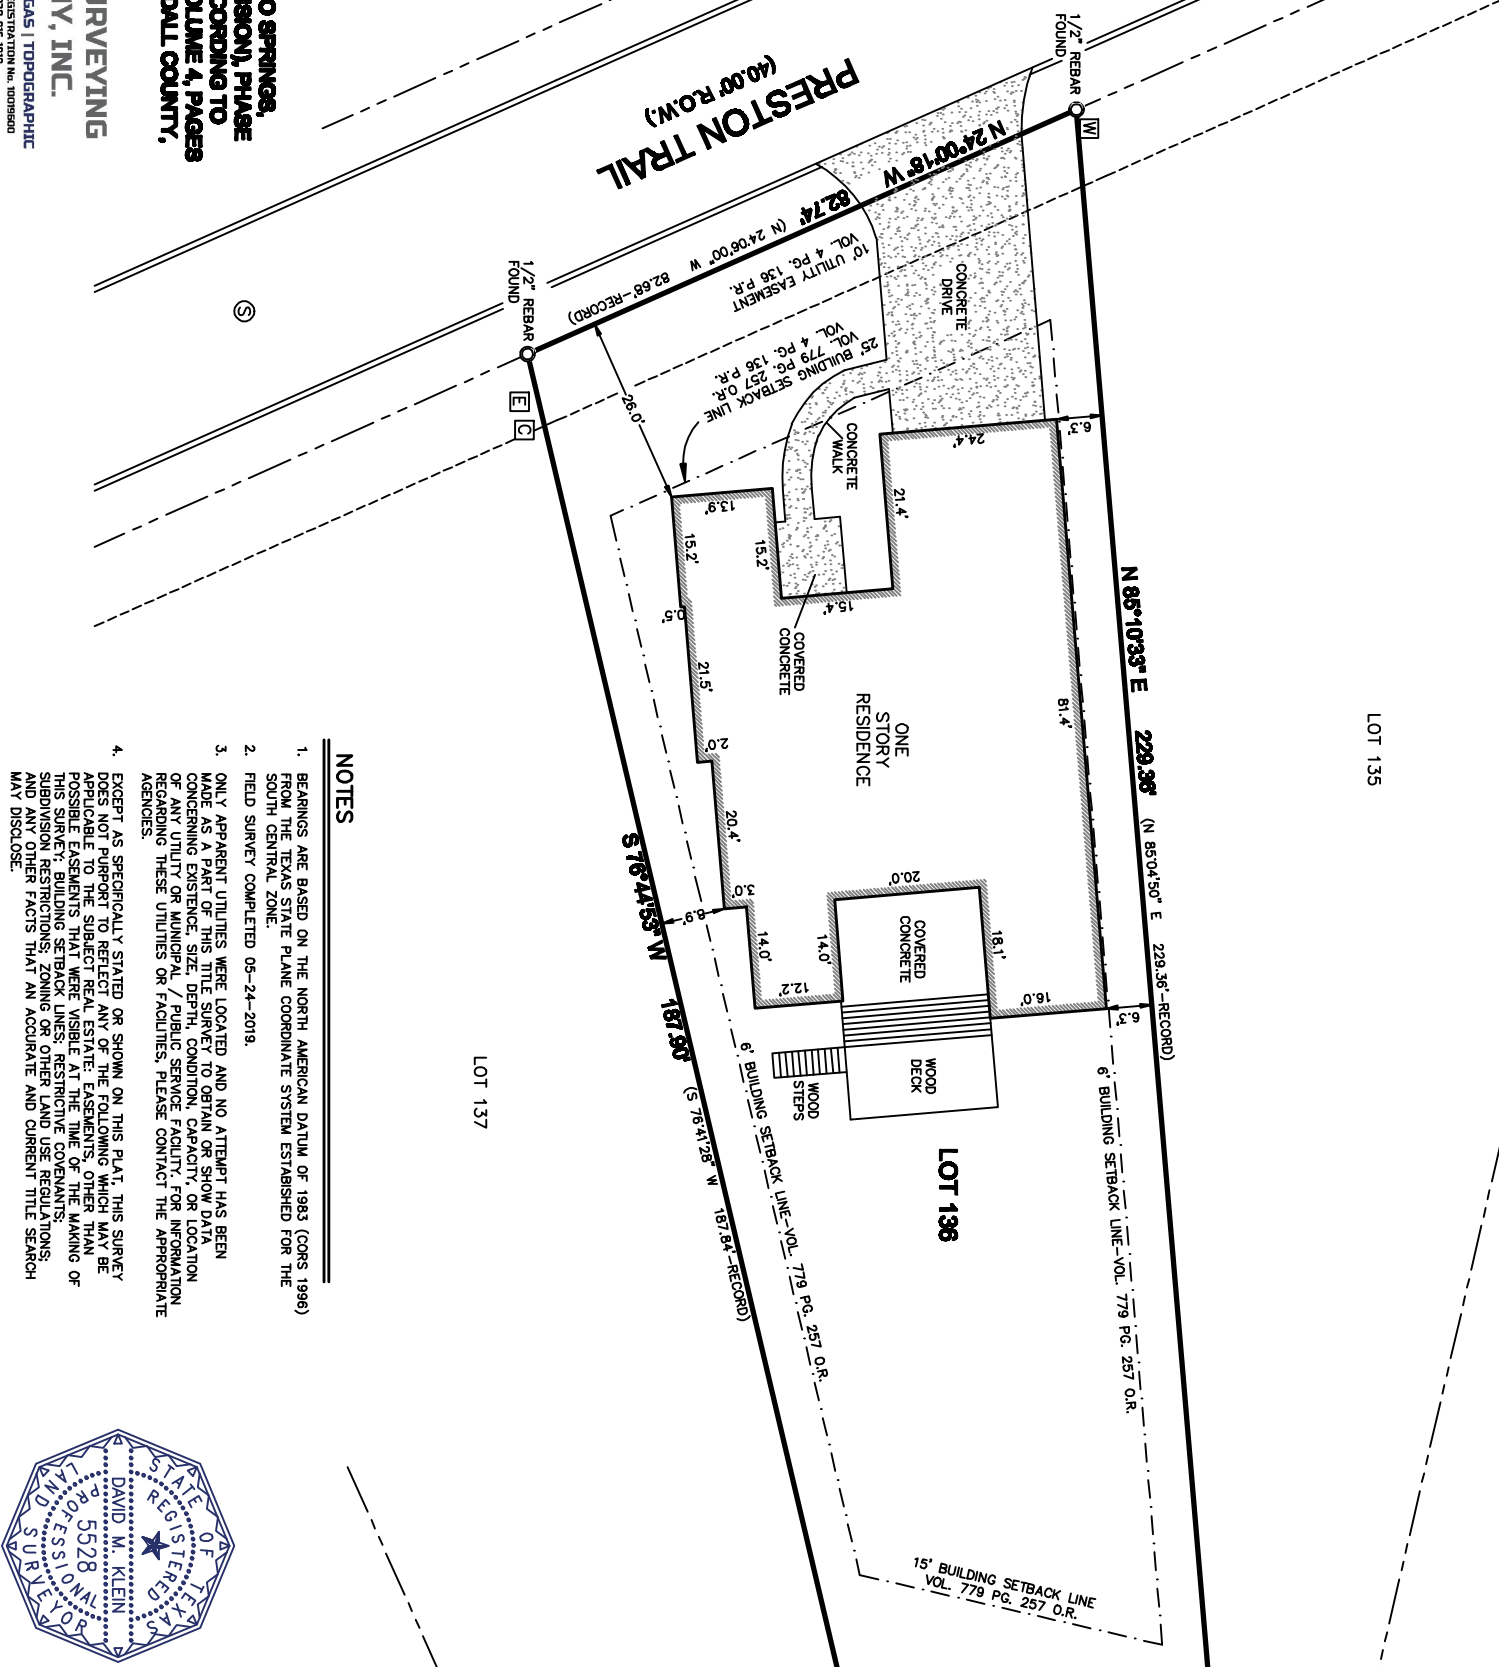 O SPRINGS,
SSION), PHASE
CORDING TO
OLUME 4, PAGES
DALL COUNTY,
URVEYING
NY, INC.
GAS | TOPOGRAPHIC
EGISTRATION No. 10019500
PRESTON TRAIL
(40.00' R.O.W.)
1/2" REBAR
FOUND
W
N 24°00'18" W
82.74'
(N 24°06'00" W 82.68'-RECORD)
10' UTILITY EASEMENT
VOL. 4 PG. 136 P.R.
25' BUILDING SETBACK LINE
VOL. 779 PG. 257 O.R.
VOL. 4 PG. 136 P.R.
1/2" REBAR
FOUND
E
C
S
26.0'
CONCRETE
DRIVE
CONCRETE
WALK
6.3'
24.4'
21.4'
13.9'
15.2'
15.2'
15.4'
0.5'
21.5'
2.0'
20.4'
3.0'
8.9'
14.0'
12.2'
14.0'
20.0'
18.1'
16.0'
6.3'
81.4'
COVERED
CONCRETE
ONE
STORY
RESIDENCE
COVERED
CONCRETE
WOOD
DECK
WOOD
STEPS
N 85°10'33" E 229.36' (N 85°04'50" E 229.36'-RECORD)
LOT 135
S 76°44'53" W 187.90' (S 76°41'28" W 187.84'-RECORD)
LOT 137
LOT 136
6' BUILDING SETBACK LINE-VOL. 779 PG. 257 O.R.
6' BUILDING SETBACK LINE-VOL. 779 PG. 257 O.R.
15' BUILDING SETBACK LINE
VOL. 779 PG. 257 O.R.
NOTES
1. BEARINGS ARE BASED ON THE NORTH AMERICAN DATUM OF 1983 (CORS 1996)
FROM THE TEXAS STATE PLANE COORDINATE SYSTEM ESTABISHED FOR THE
SOUTH CENTRAL ZONE.
2. FIELD SURVEY COMPLETED 05-24-2019.
3. ONLY APPARENT UTILITIES WERE LOCATED AND NO ATTEMPT HAS BEEN
MADE AS A PART OF THIS TITLE SURVEY TO OBTAIN OR SHOW DATA
CONCERNING EXISTENCE, SIZE, DEPTH, CONDITION, CAPACITY, OR LOCATION
OF ANY UTILITY OR MUNICIPAL / PUBLIC SERVICE FACILITY. FOR INFORMATION
REGARDING THESE UTILITIES OR FACILITIES, PLEASE CONTACT THE APPROPRIATE
AGENCIES.
4. EXCEPT AS SPECIFICALLY STATED OR SHOWN ON THIS PLAT, THIS SURVEY
DOES NOT PURPORT TO REFLECT ANY OF THE FOLLOWING WHICH MAY BE
APPLICABLE TO THE SUBJECT REAL ESTATE: EASEMENTS, OTHER THAN
POSSIBLE EASEMENTS THAT WERE VISIBLE AT THE TIME OF THE MAKING OF
THIS SURVEY; BUILDING SETBACK LINES; RESTRICTIVE COVENANTS;
SUBDIVISION RESTRICTIONS; ZONING OR OTHER LAND USE REGULATIONS;
AND ANY OTHER FACTS THAT AN ACCURATE AND CURRENT TITLE SEARCH
MAY DISCLOSE.
STATE OF TEXAS
REGISTERED
DAVID M. KLEIN
5528
PROFESSIONAL
LAND SURVEYOR